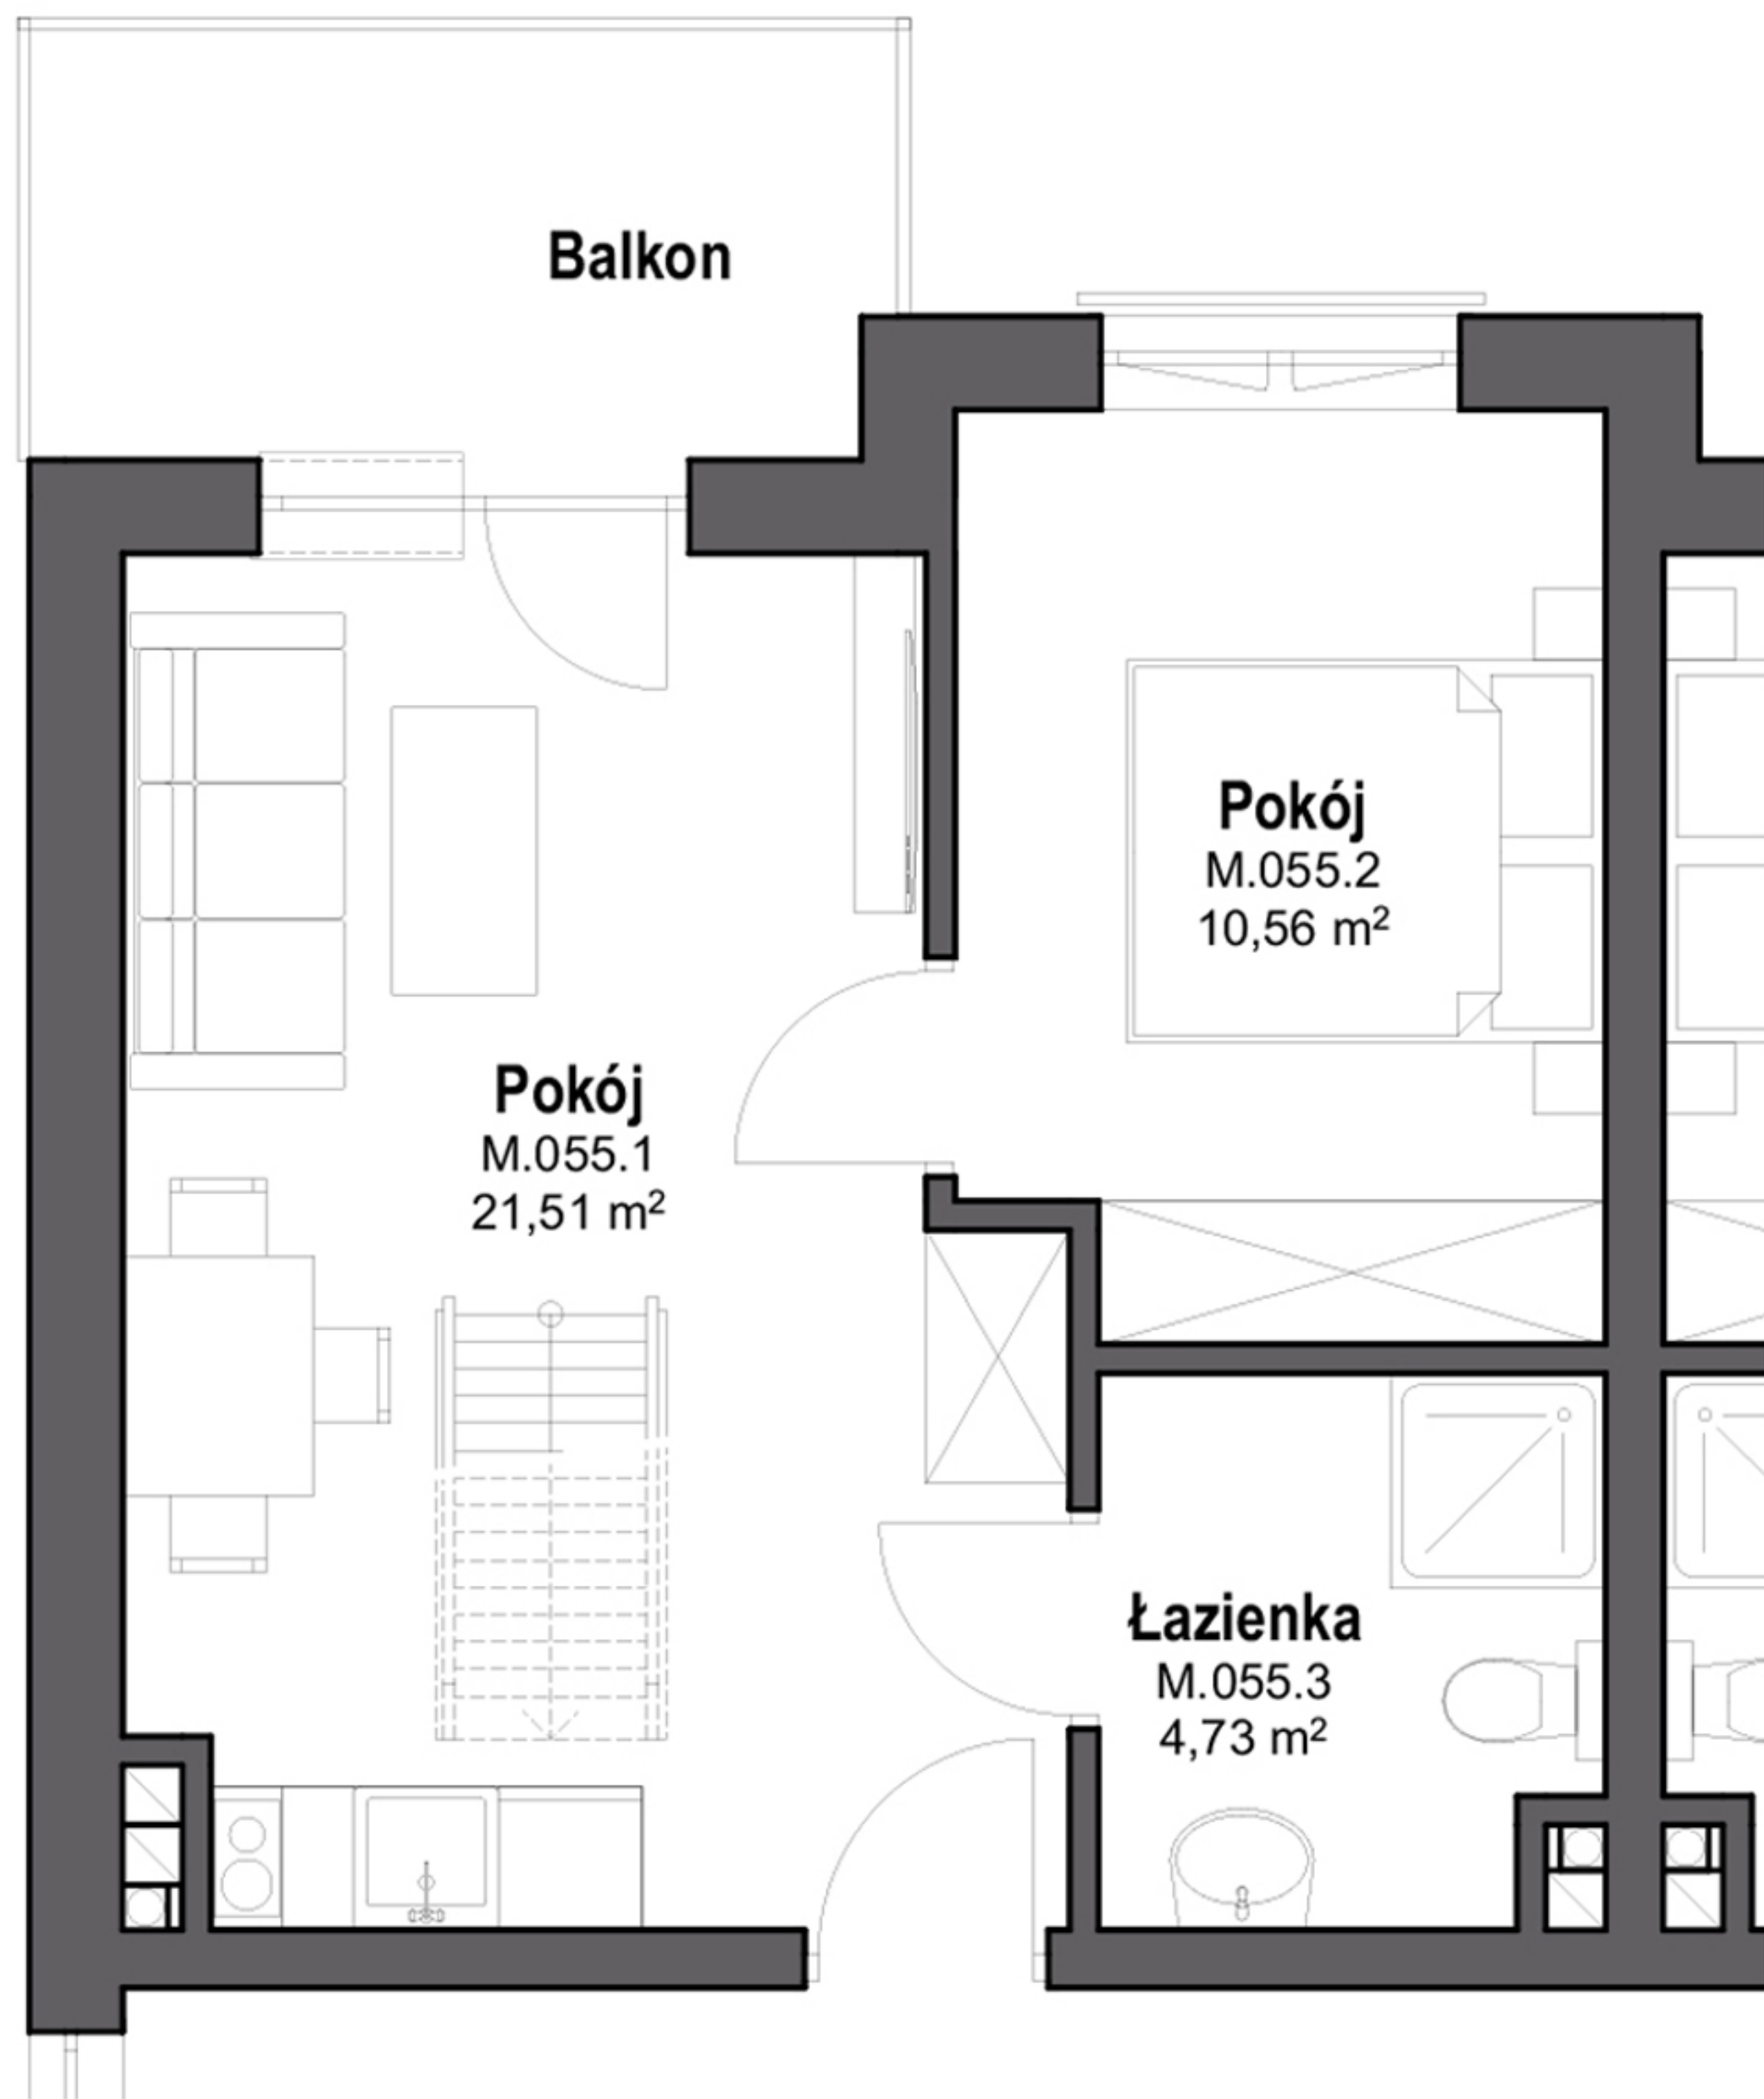 Balkon
Pokój
M.055.2
10,56 m²
Pokój
M.055.1
21,51 m²
Łazienka
M.055.3
4,73 m²